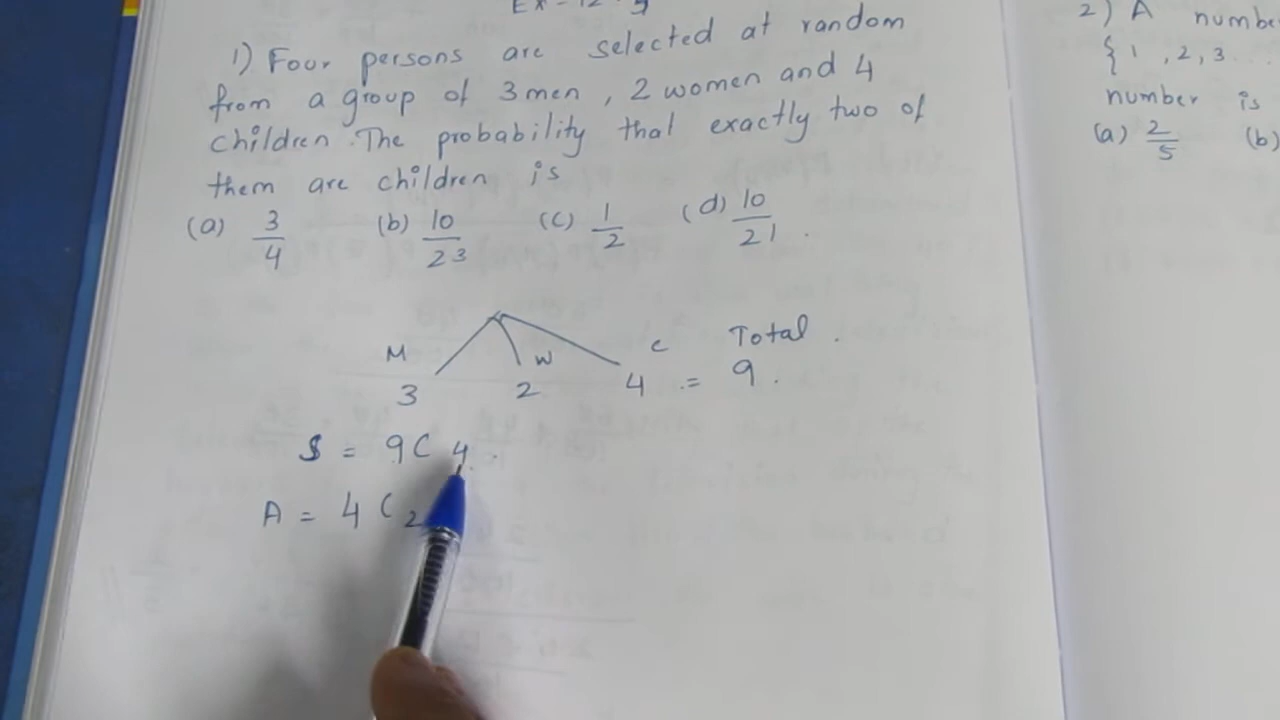 1) Four persons are selected at random
from a group of 3 men, 2 women and 4
children. The probability that exactly two of
them are children is
(a) 3/4 (b) 10/23 (c) 1/2 (d) 10/21.
M W c Total.
3 2 4 = 9.
S = 9C4.
A = 4C2
2) A
{1, 2, 3...
number is
(a) 2/5 (b)